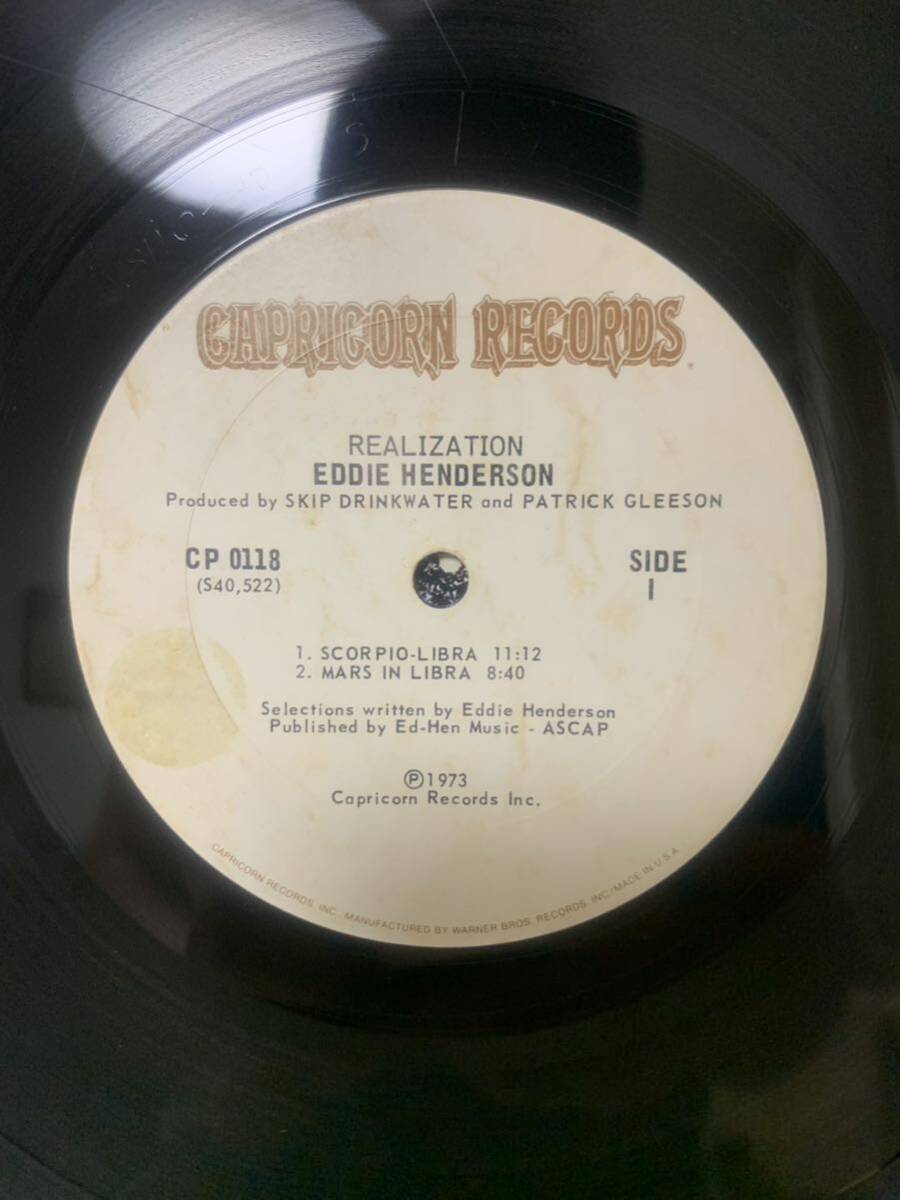 CAPRICORN RECORDS
REALIZATION
EDDIE HENDERSON
Produced by SKIP DRINKWATER and PATRICK GLEESON
CP 0118
(S40,522)
SIDE
I
1. SCORPIO-LIBRA 11:12
2. MARS IN LIBRA 8:40
Selections written by Eddie Henderson
Published by Ed-Hen Music - ASCAP
Ⓟ1973
Capricorn Records Inc.
CAPRICORN RECORDS, INC. MANUFACTURED BY WARNER BROS. RECORDS INC./MADE IN U.S.A.